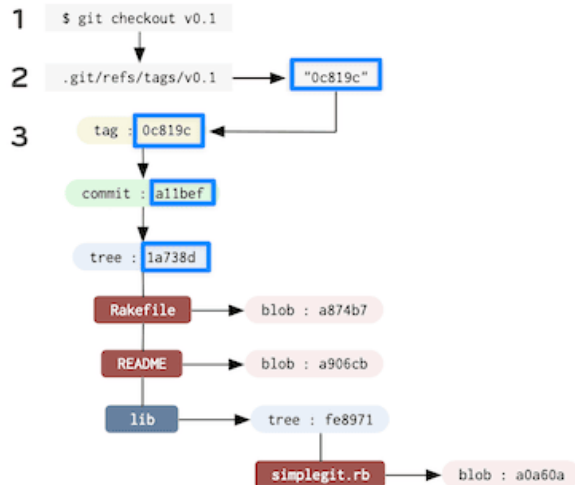 1 $ git checkout v0.1
2 .git/refs/tags/v0.1 "0c819c"
3 tag : 0c819c
commit : a11bef
tree : 1a738d
Rakefile blob : a874b7
README blob : a906cb
lib tree : fe8971
simplegit.rb blob : a0a60a